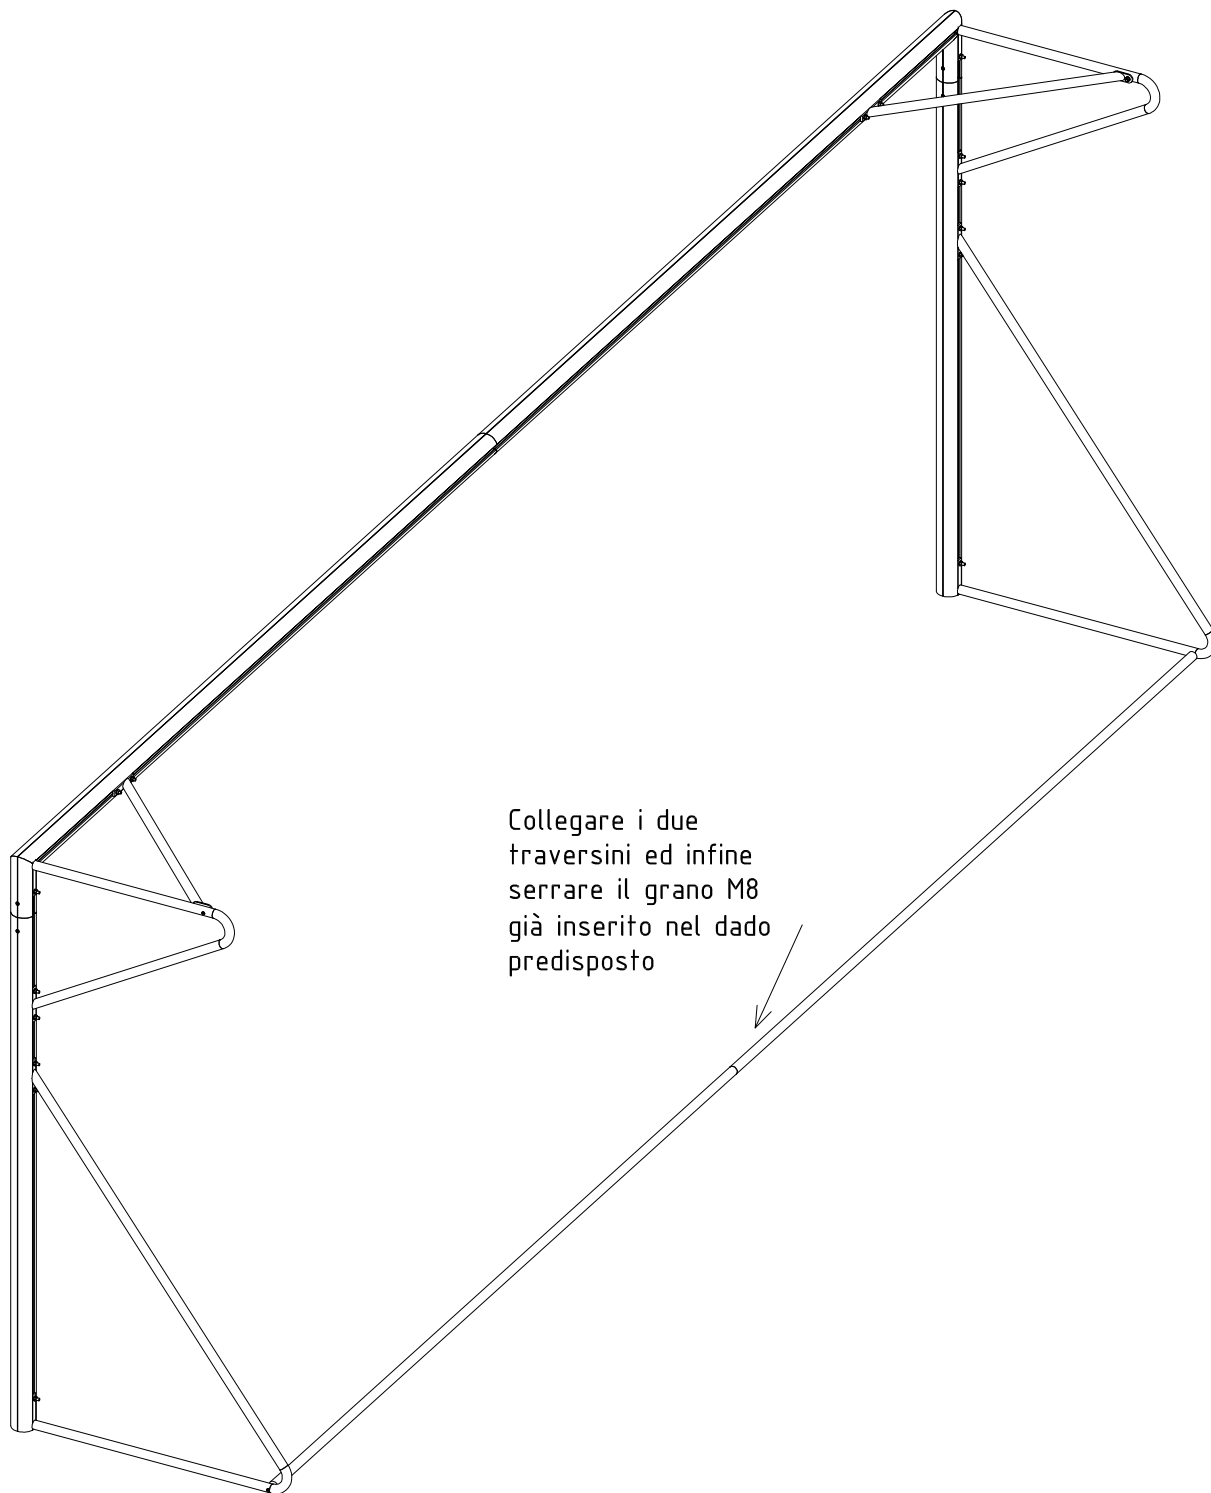 Collegare i due
traversini ed infine
serrare il grano M8
già inserito nel dado
predisposto